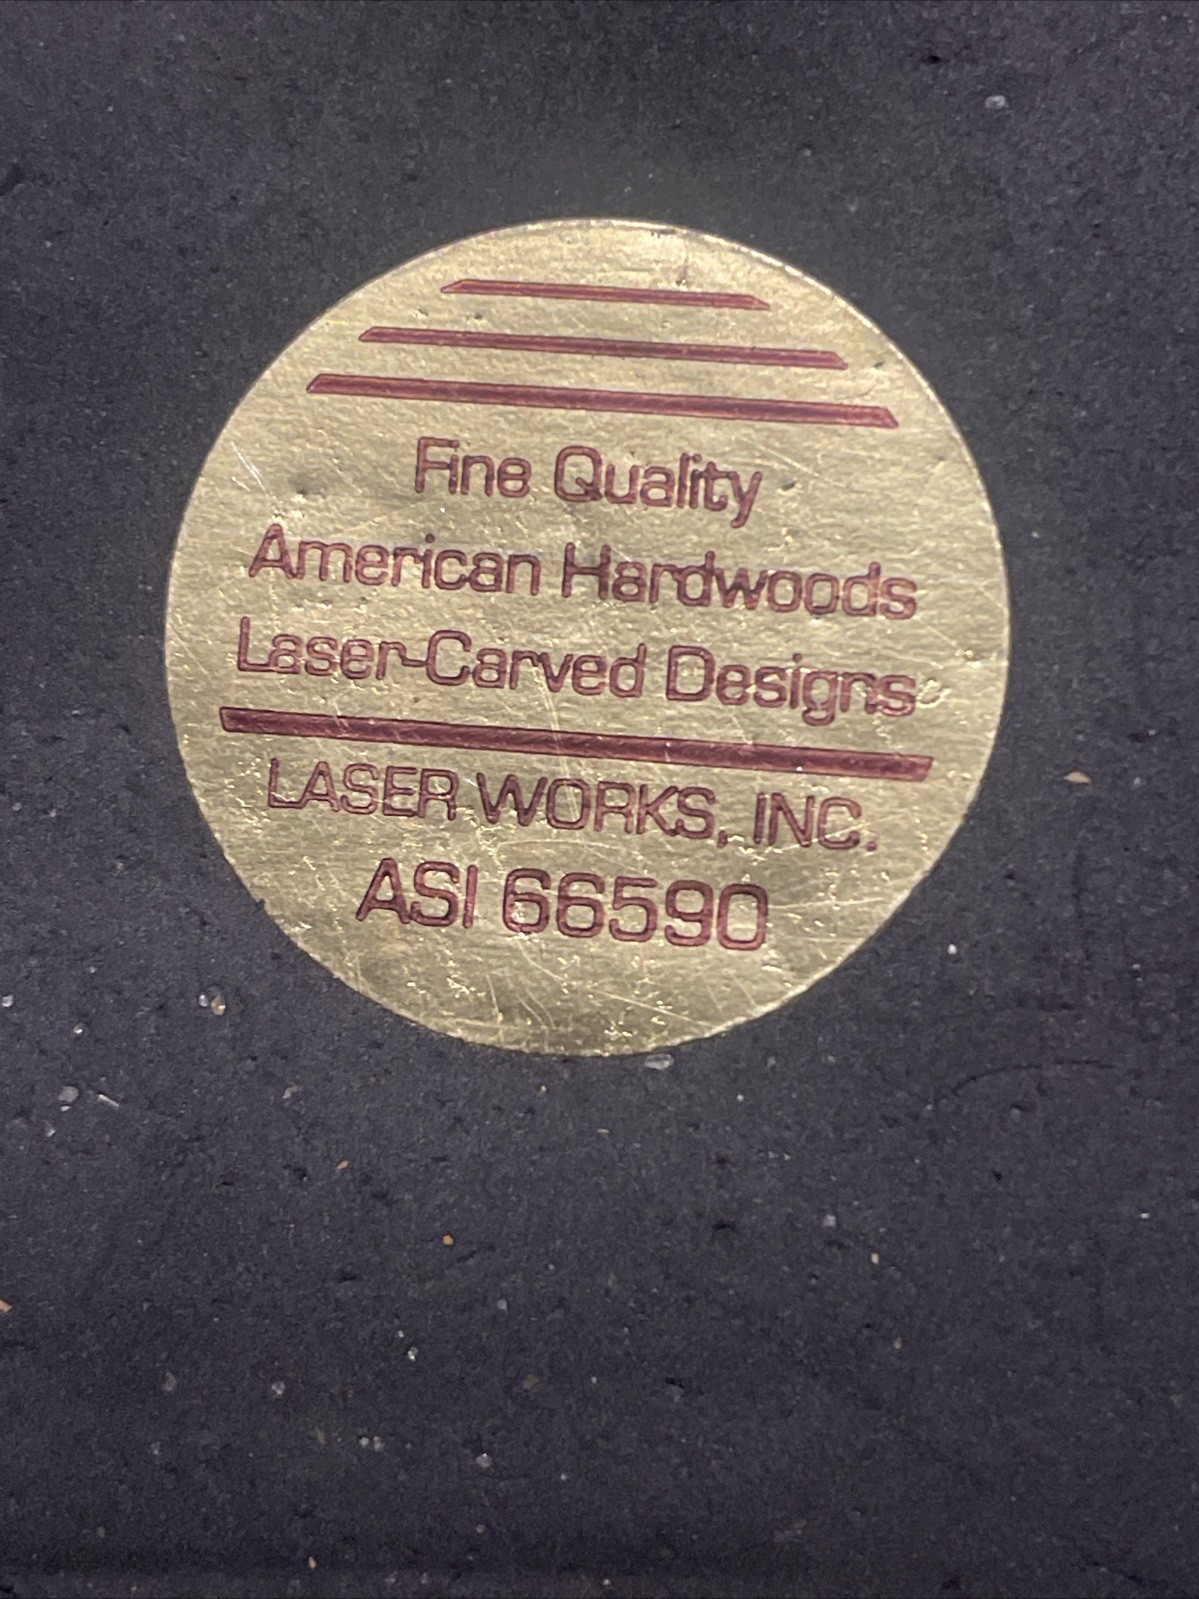 Fine Quality
American Hardwoods
Laser-Carved Designs
LASER WORKS, INC.
ASI 66590